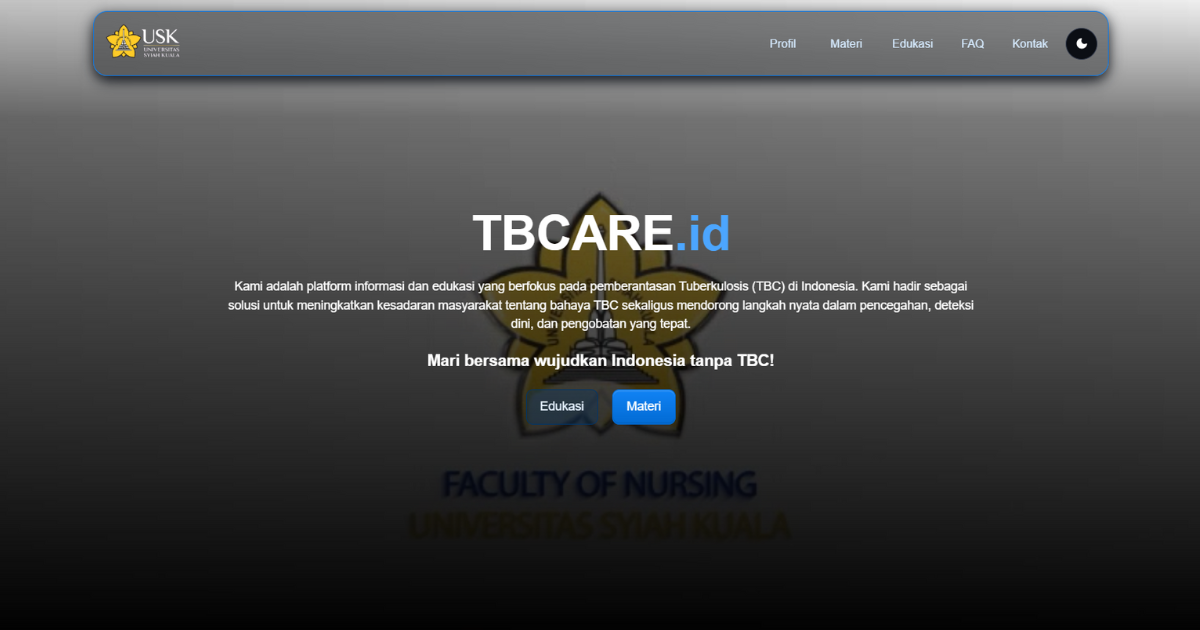 USK
UNIVERSITAS
SYIAH KUALA
Profil
Materi
Edukasi
FAQ
Kontak
TBCARE.id
Kami adalah platform informasi dan edukasi yang berfokus pada pemberantasan Tuberkulosis (TBC) di Indonesia. Kami hadir sebagai
solusi untuk meningkatkan kesadaran masyarakat tentang bahaya TBC sekaligus mendorong langkah nyata dalam pencegahan, deteksi
dini, dan pengobatan yang tepat.
Mari bersama wujudkan Indonesia tanpa TBC!
Edukasi
Materi
FACULTY OF NURSING
UNIVERSITAS SYIAH KUALA